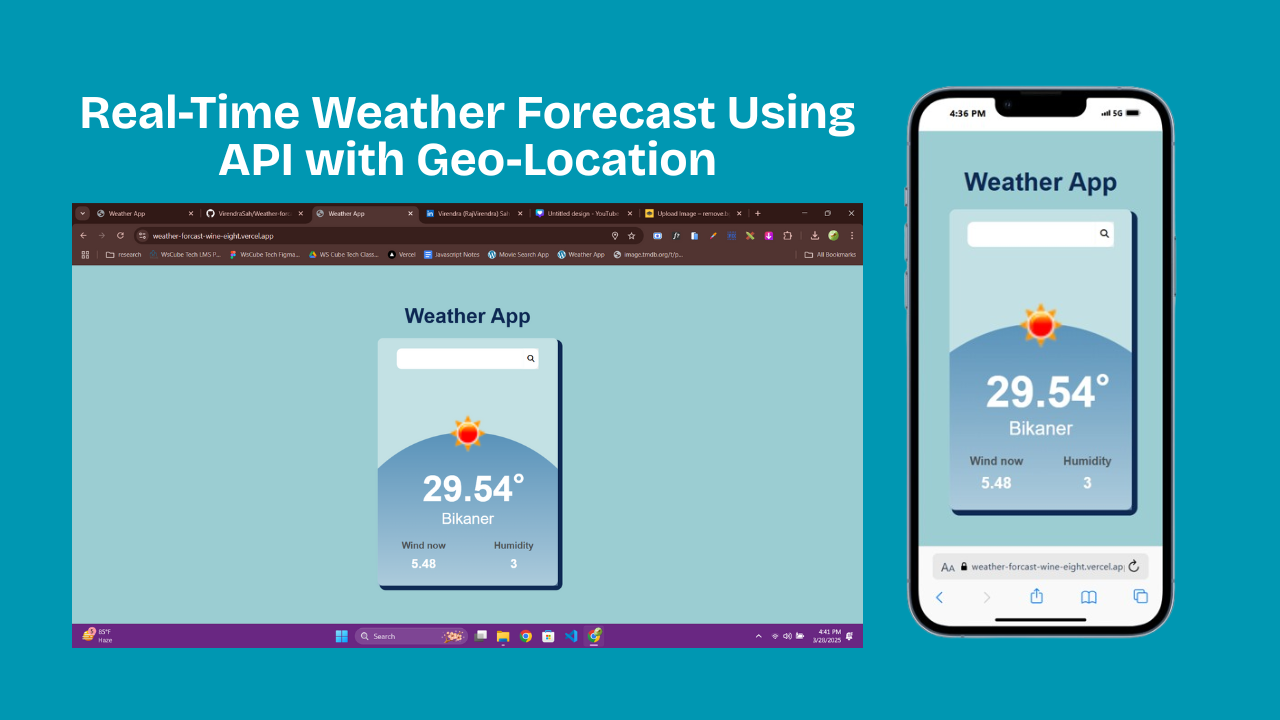 Real-Time Weather Forecast Using
API with Geo-Location
Weather App
VirendraSah/Weather-forc
Weather App
Virendra (RajVirendra) Sah
Untitled design - YouTube
Upload Image – remove.b
weather-forcast-wine-eight.vercel.app
research
WsCube Tech LMS P...
WsCube Tech Figma...
WS Cube Tech Class...
Vercel
Javascript Notes
Movie Search App
Weather App
image.tmdb.org/t/p...
All Bookmarks
Weather App
29.54°
Bikaner
Wind now Humidity
5.48 3
85°F
Haze
Search
4:41 PM
3/20/2025
4:36 PM
5G
Weather App
29.54°
Bikaner
Wind now Humidity
5.48 3
AA weather-forcast-wine-eight.vercel.ap